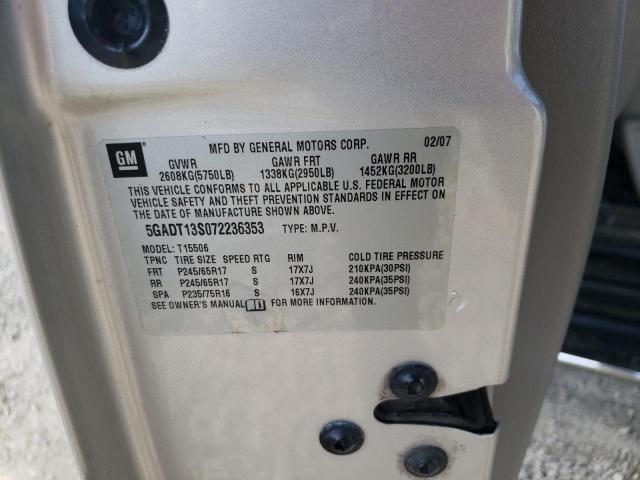 GM
MFD BY GENERAL MOTORS CORP. 02/07
GVWR GAWR FRT GAWR RR
2608KG(5750LB) 1338KG(2950LB) 1452KG(3200LB)
THIS VEHICLE CONFORMS TO ALL APPLICABLE U.S. FEDERAL MOTOR
VEHICLE SAFETY AND THEFT PREVENTION STANDARDS IN EFFECT ON
THE DATE OF MANUFACTURE SHOWN ABOVE.
5GADT13S072236353 TYPE: M.P.V.
MODEL: T15506
TPNC TIRE SIZE SPEED RTG RIM COLD TIRE PRESSURE
FRT P245/65R17 S 17X7J 210KPA(30PSI)
RR P245/65R17 S 17X7J 240KPA(35PSI)
SPA P235/75R16 S 16X7J 240KPA(35PSI)
SEE OWNER'S MANUAL FOR MORE INFORMATION.